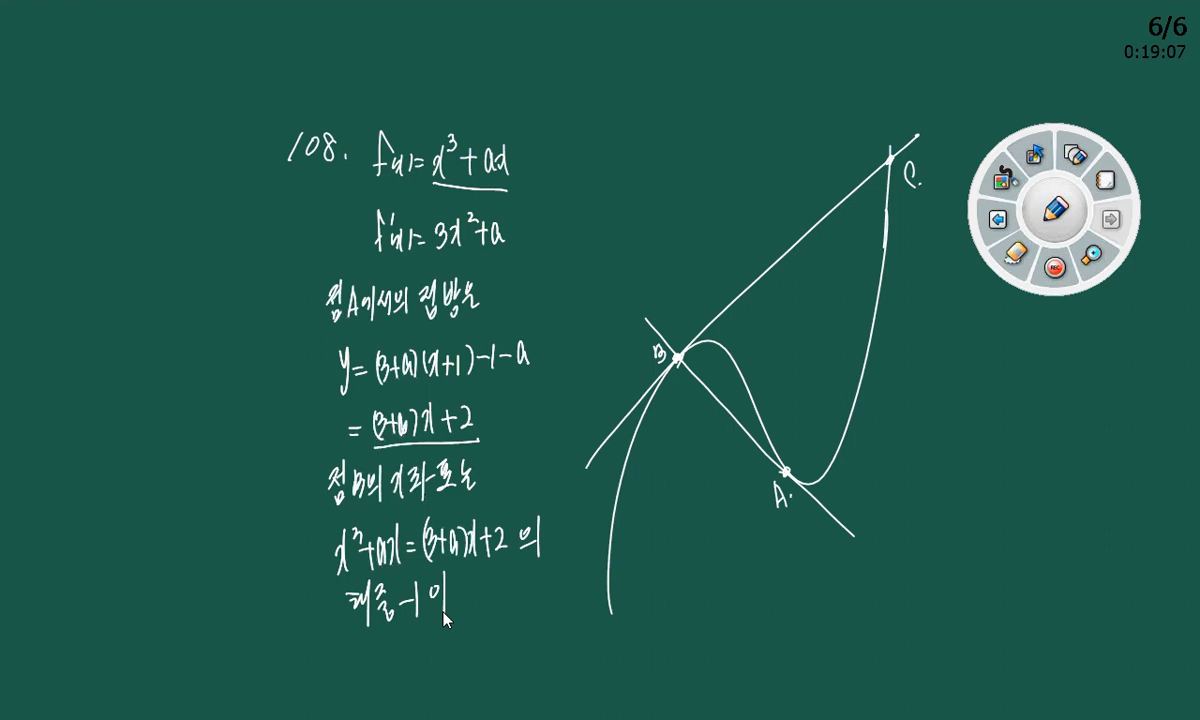 6/6
0:19:07
108. f(x)=x³+ax
f'(x)=3x²+a
점A에서의 접방은
y=(3+a)(x+1)-1-a
=(3+a)x+2
점B의 x좌표는
x³+ax=(3+a)x+2 의
해중 -1이
C.
B
A.
REC